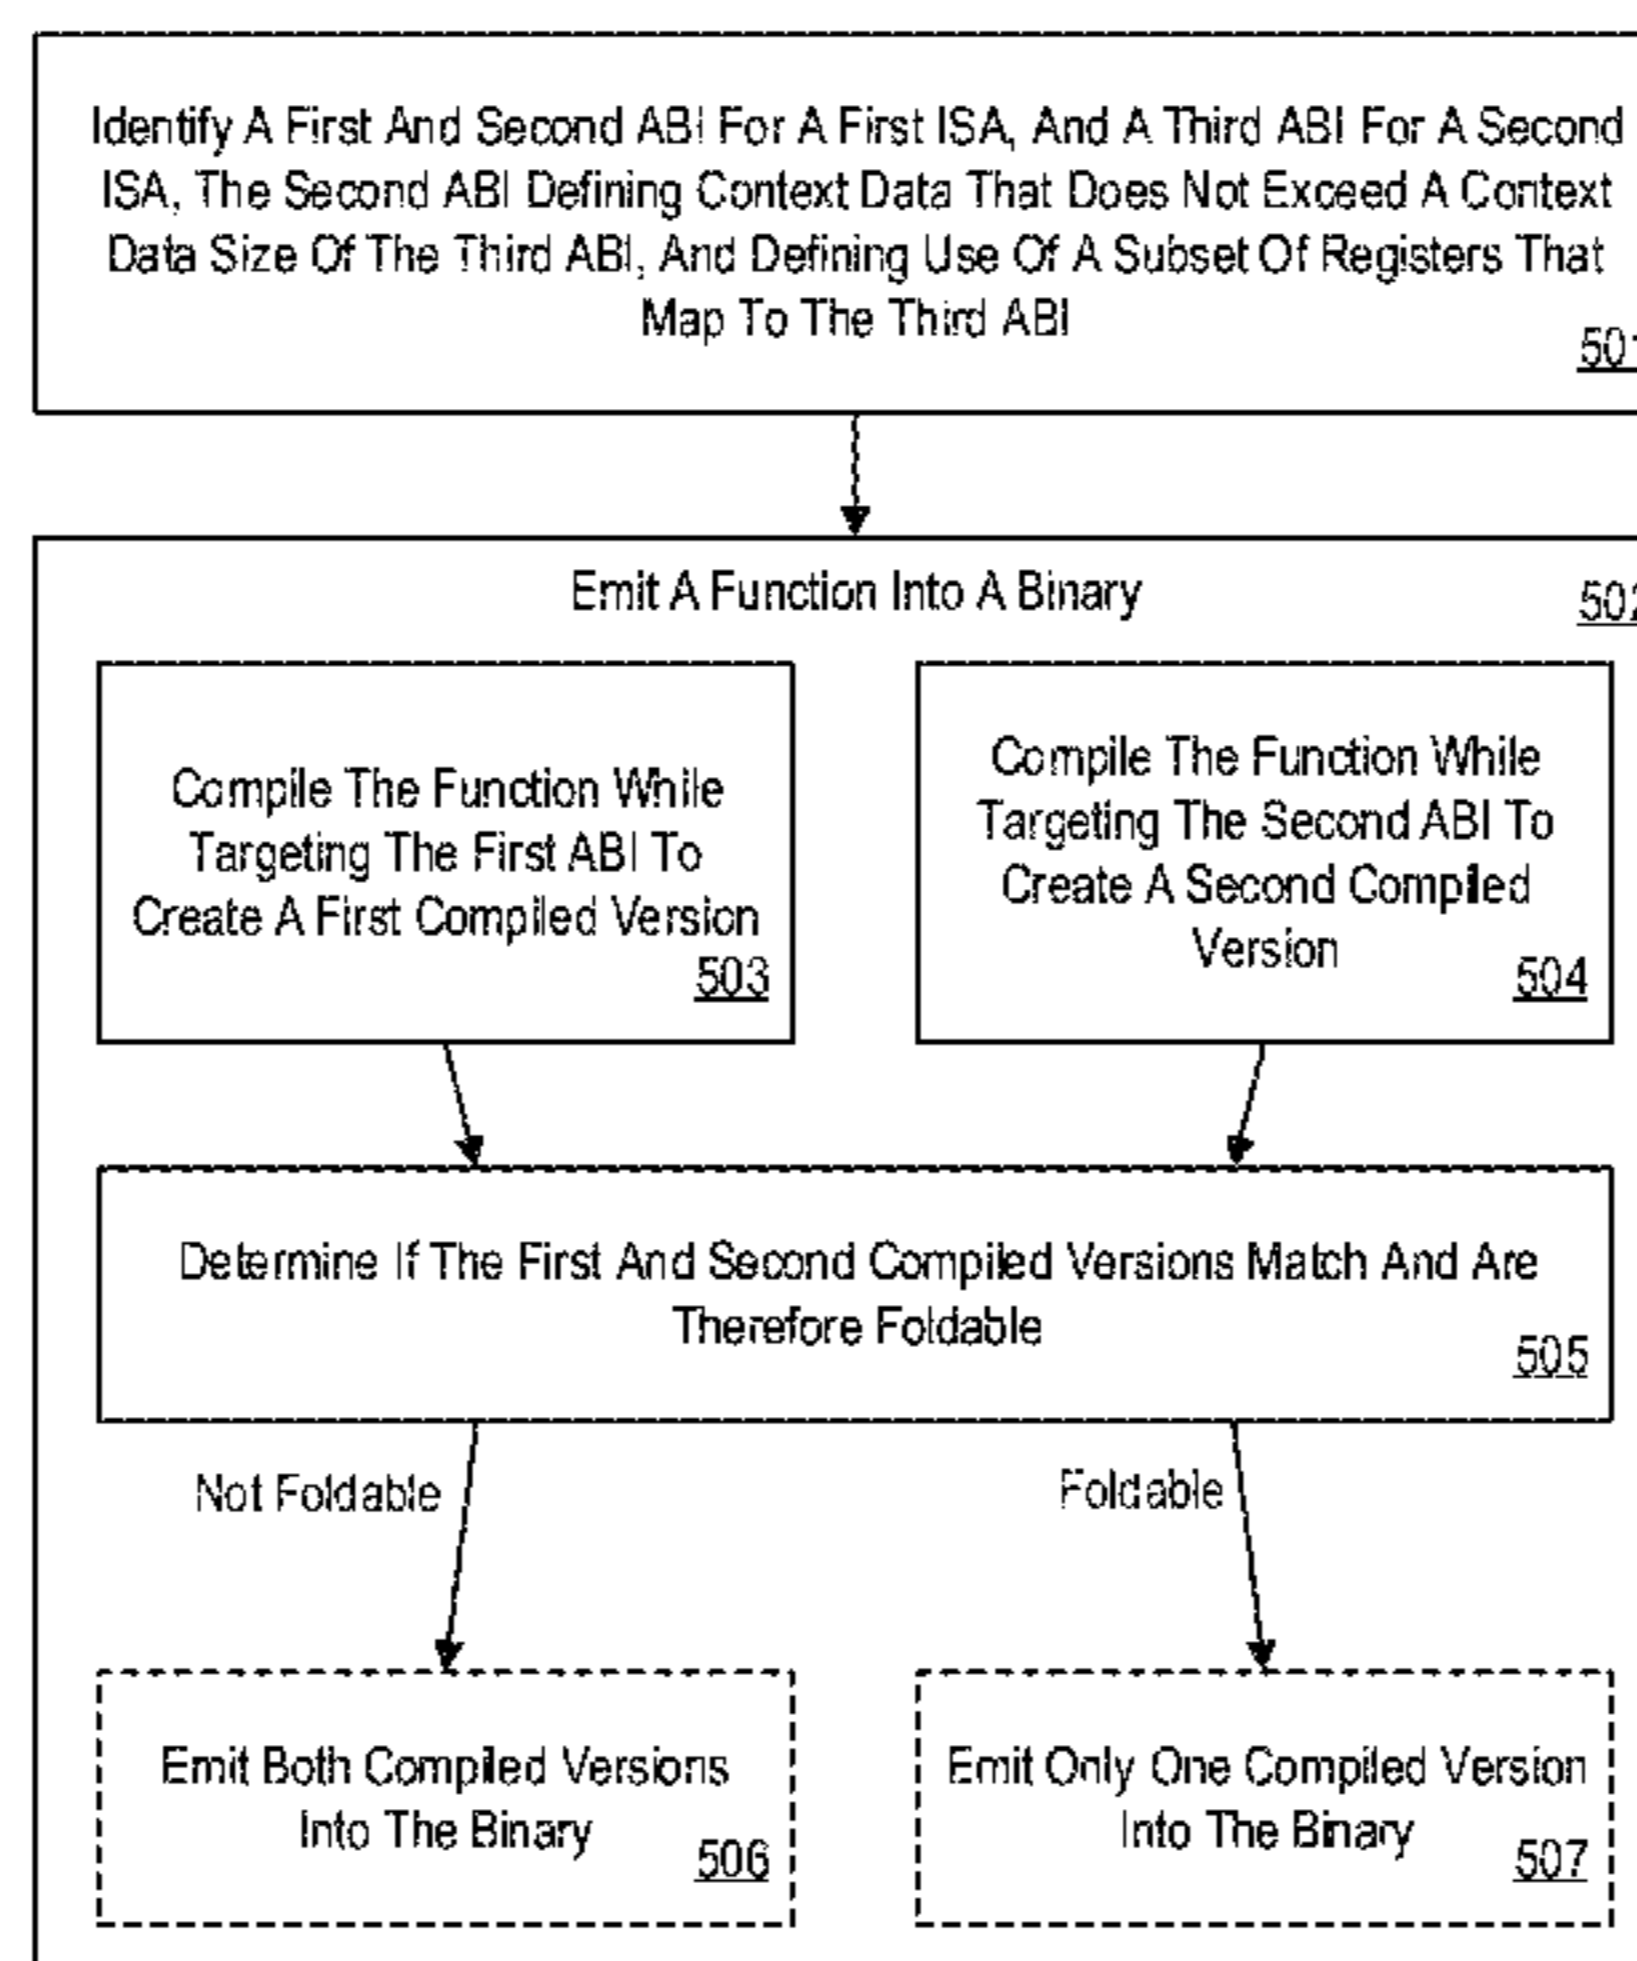 Identify A First And Second ABI For A First ISA, And A Third ABI For A Second
ISA, The Second ABI Defining Context Data That Does Not Exceed A Context
Data Size Of The Third ABI, And Defining Use Of A Subset Of Registers That
Map To The Third ABI
501
Emit A Function Into A Binary
502
Compile The Function While
Targeting The First ABI To
Create A First Compiled Version
503
Compile The Function While
Targeting The Second ABI To
Create A Second Compiled
Version
504
Determine If The First And Second Compiled Versions Match And Are
Therefore Foldable
505
Not Foldable
Foldable
Emit Both Compiled Versions
Into The Binary
506
Emit Only One Compiled Version
Into The Binary
507